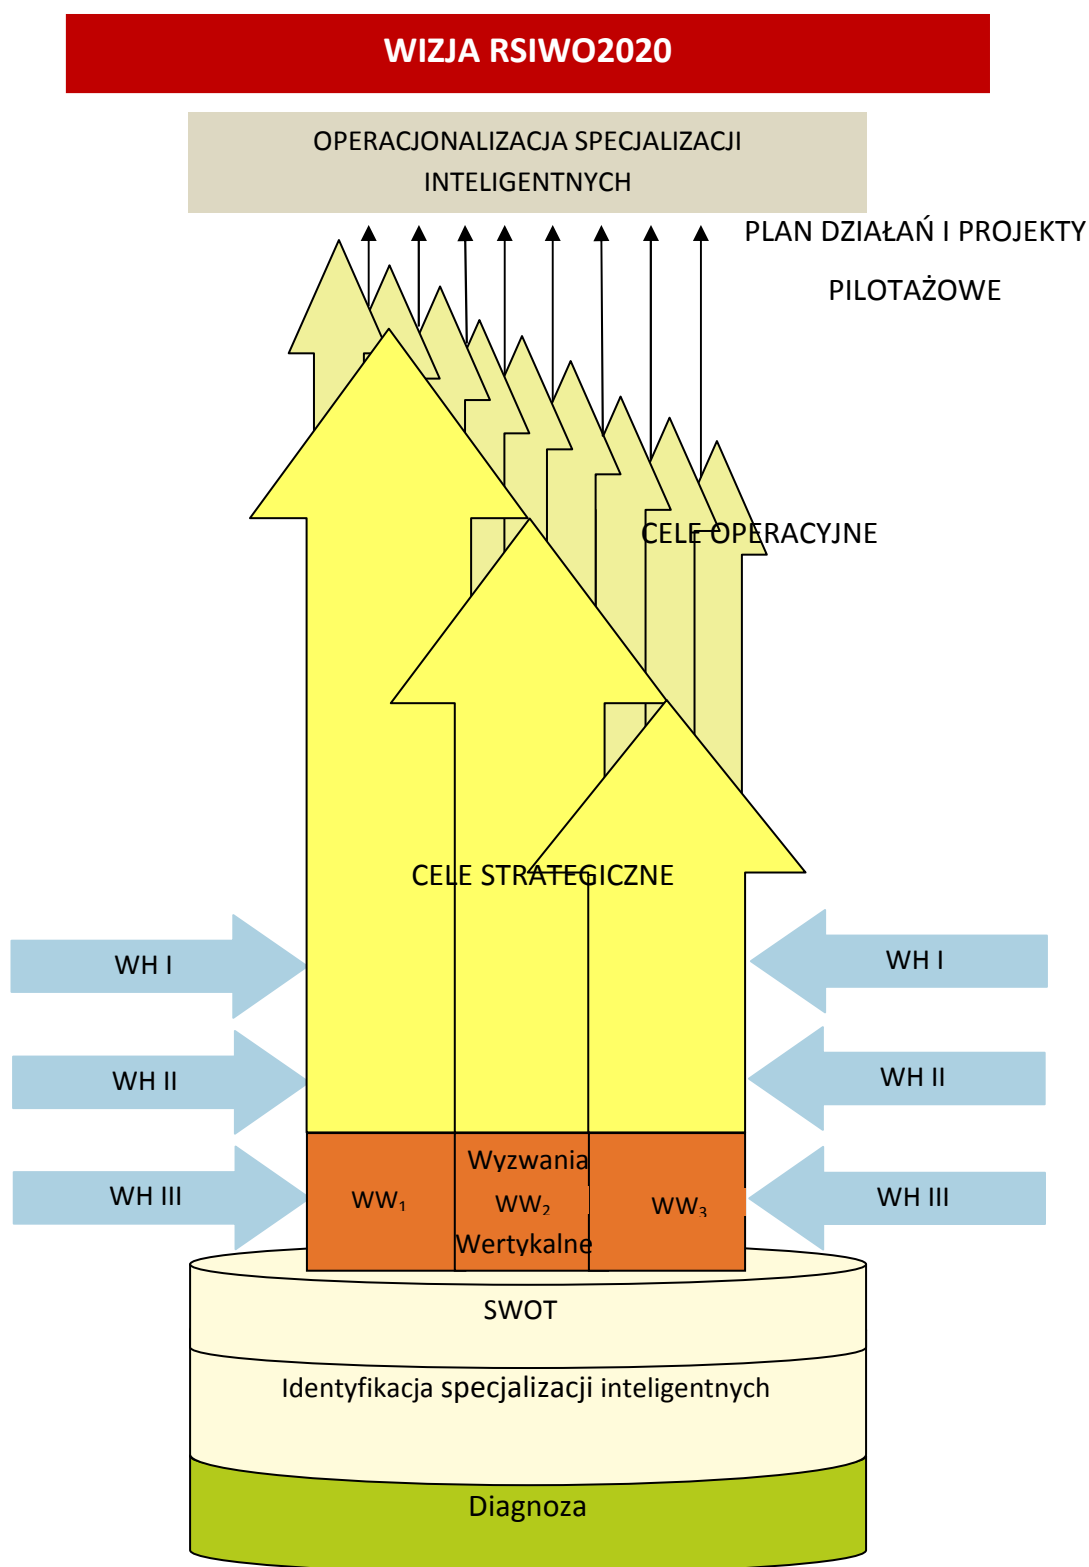 WIZJA RSIWO2020
OPERACJONALIZACJA SPECJALIZACJI
INTELIGENTNYCH
PLAN DZIAŁAŃ I PROJEKTY
PILOTAŻOWE
CELE OPERACYJNE
CELE STRATEGICZNE
WH I
WH I
WH II
WH II
WH III
WH III
Wyzwania
WW₁
WW₂
WW₃
Wertykalne
SWOT
Identyfikacja specjalizacji inteligentnych
Diagnoza